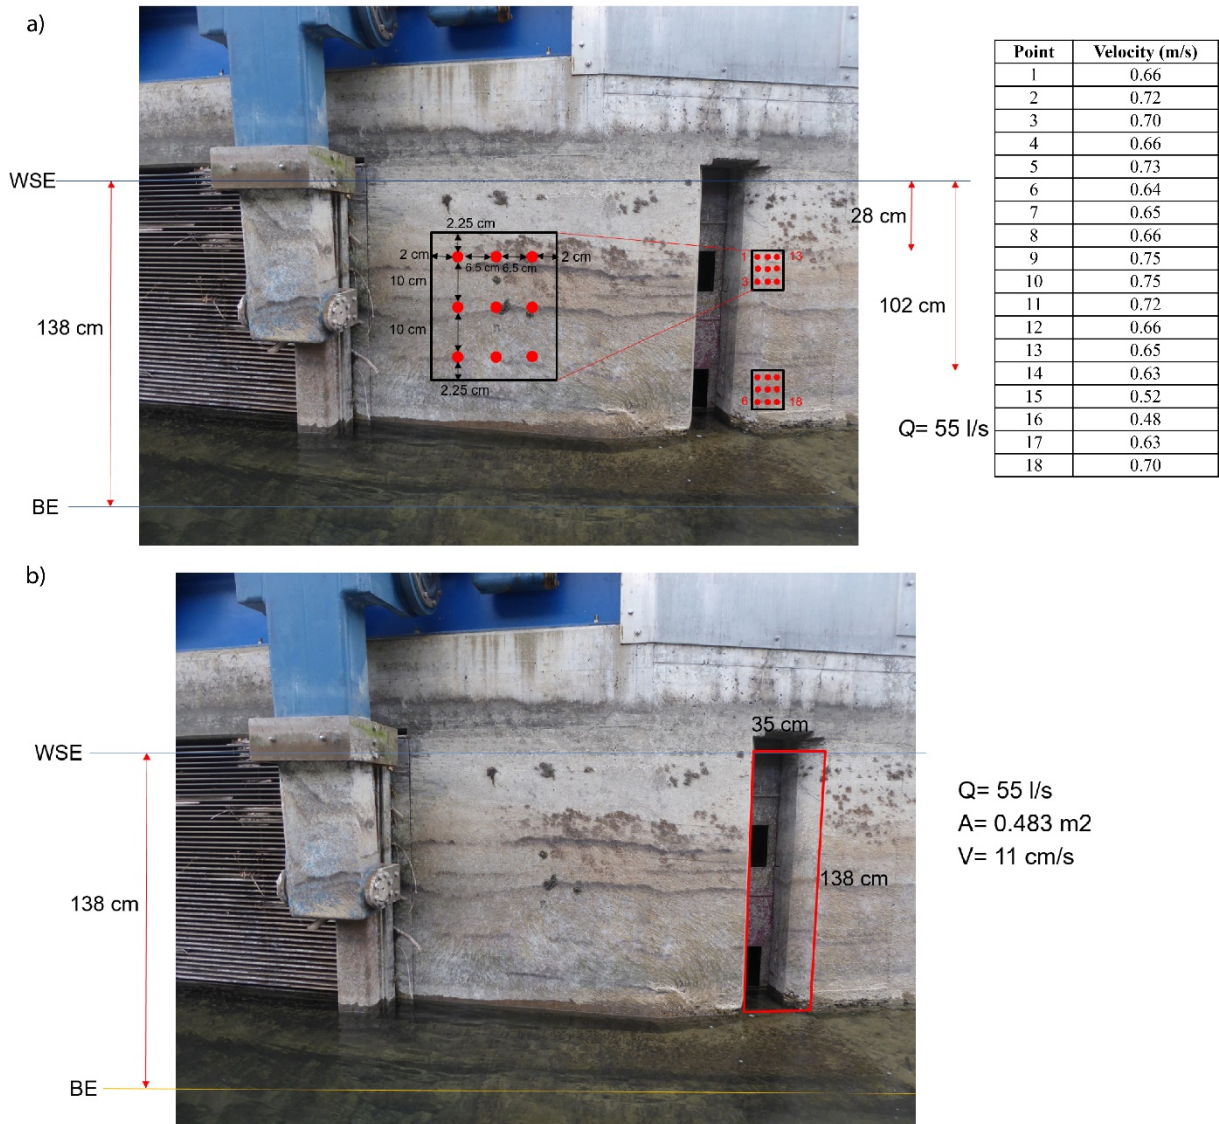 a)
WSE
138 cm
BE
2.25 cm
2 cm
6.5 cm
6.5 cm
2 cm
10 cm
10 cm
2.25 cm
1
13
3
6
18
28 cm
102 cm
Q= 55 l/s
Point Velocity (m/s)
1 0.66
2 0.72
3 0.70
4 0.66
5 0.73
6 0.64
7 0.65
8 0.66
9 0.75
10 0.75
11 0.72
12 0.66
13 0.65
14 0.63
15 0.52
16 0.48
17 0.63
18 0.70
b)
WSE
138 cm
BE
35 cm
138 cm
Q= 55 l/s
A= 0.483 m2
V= 11 cm/s